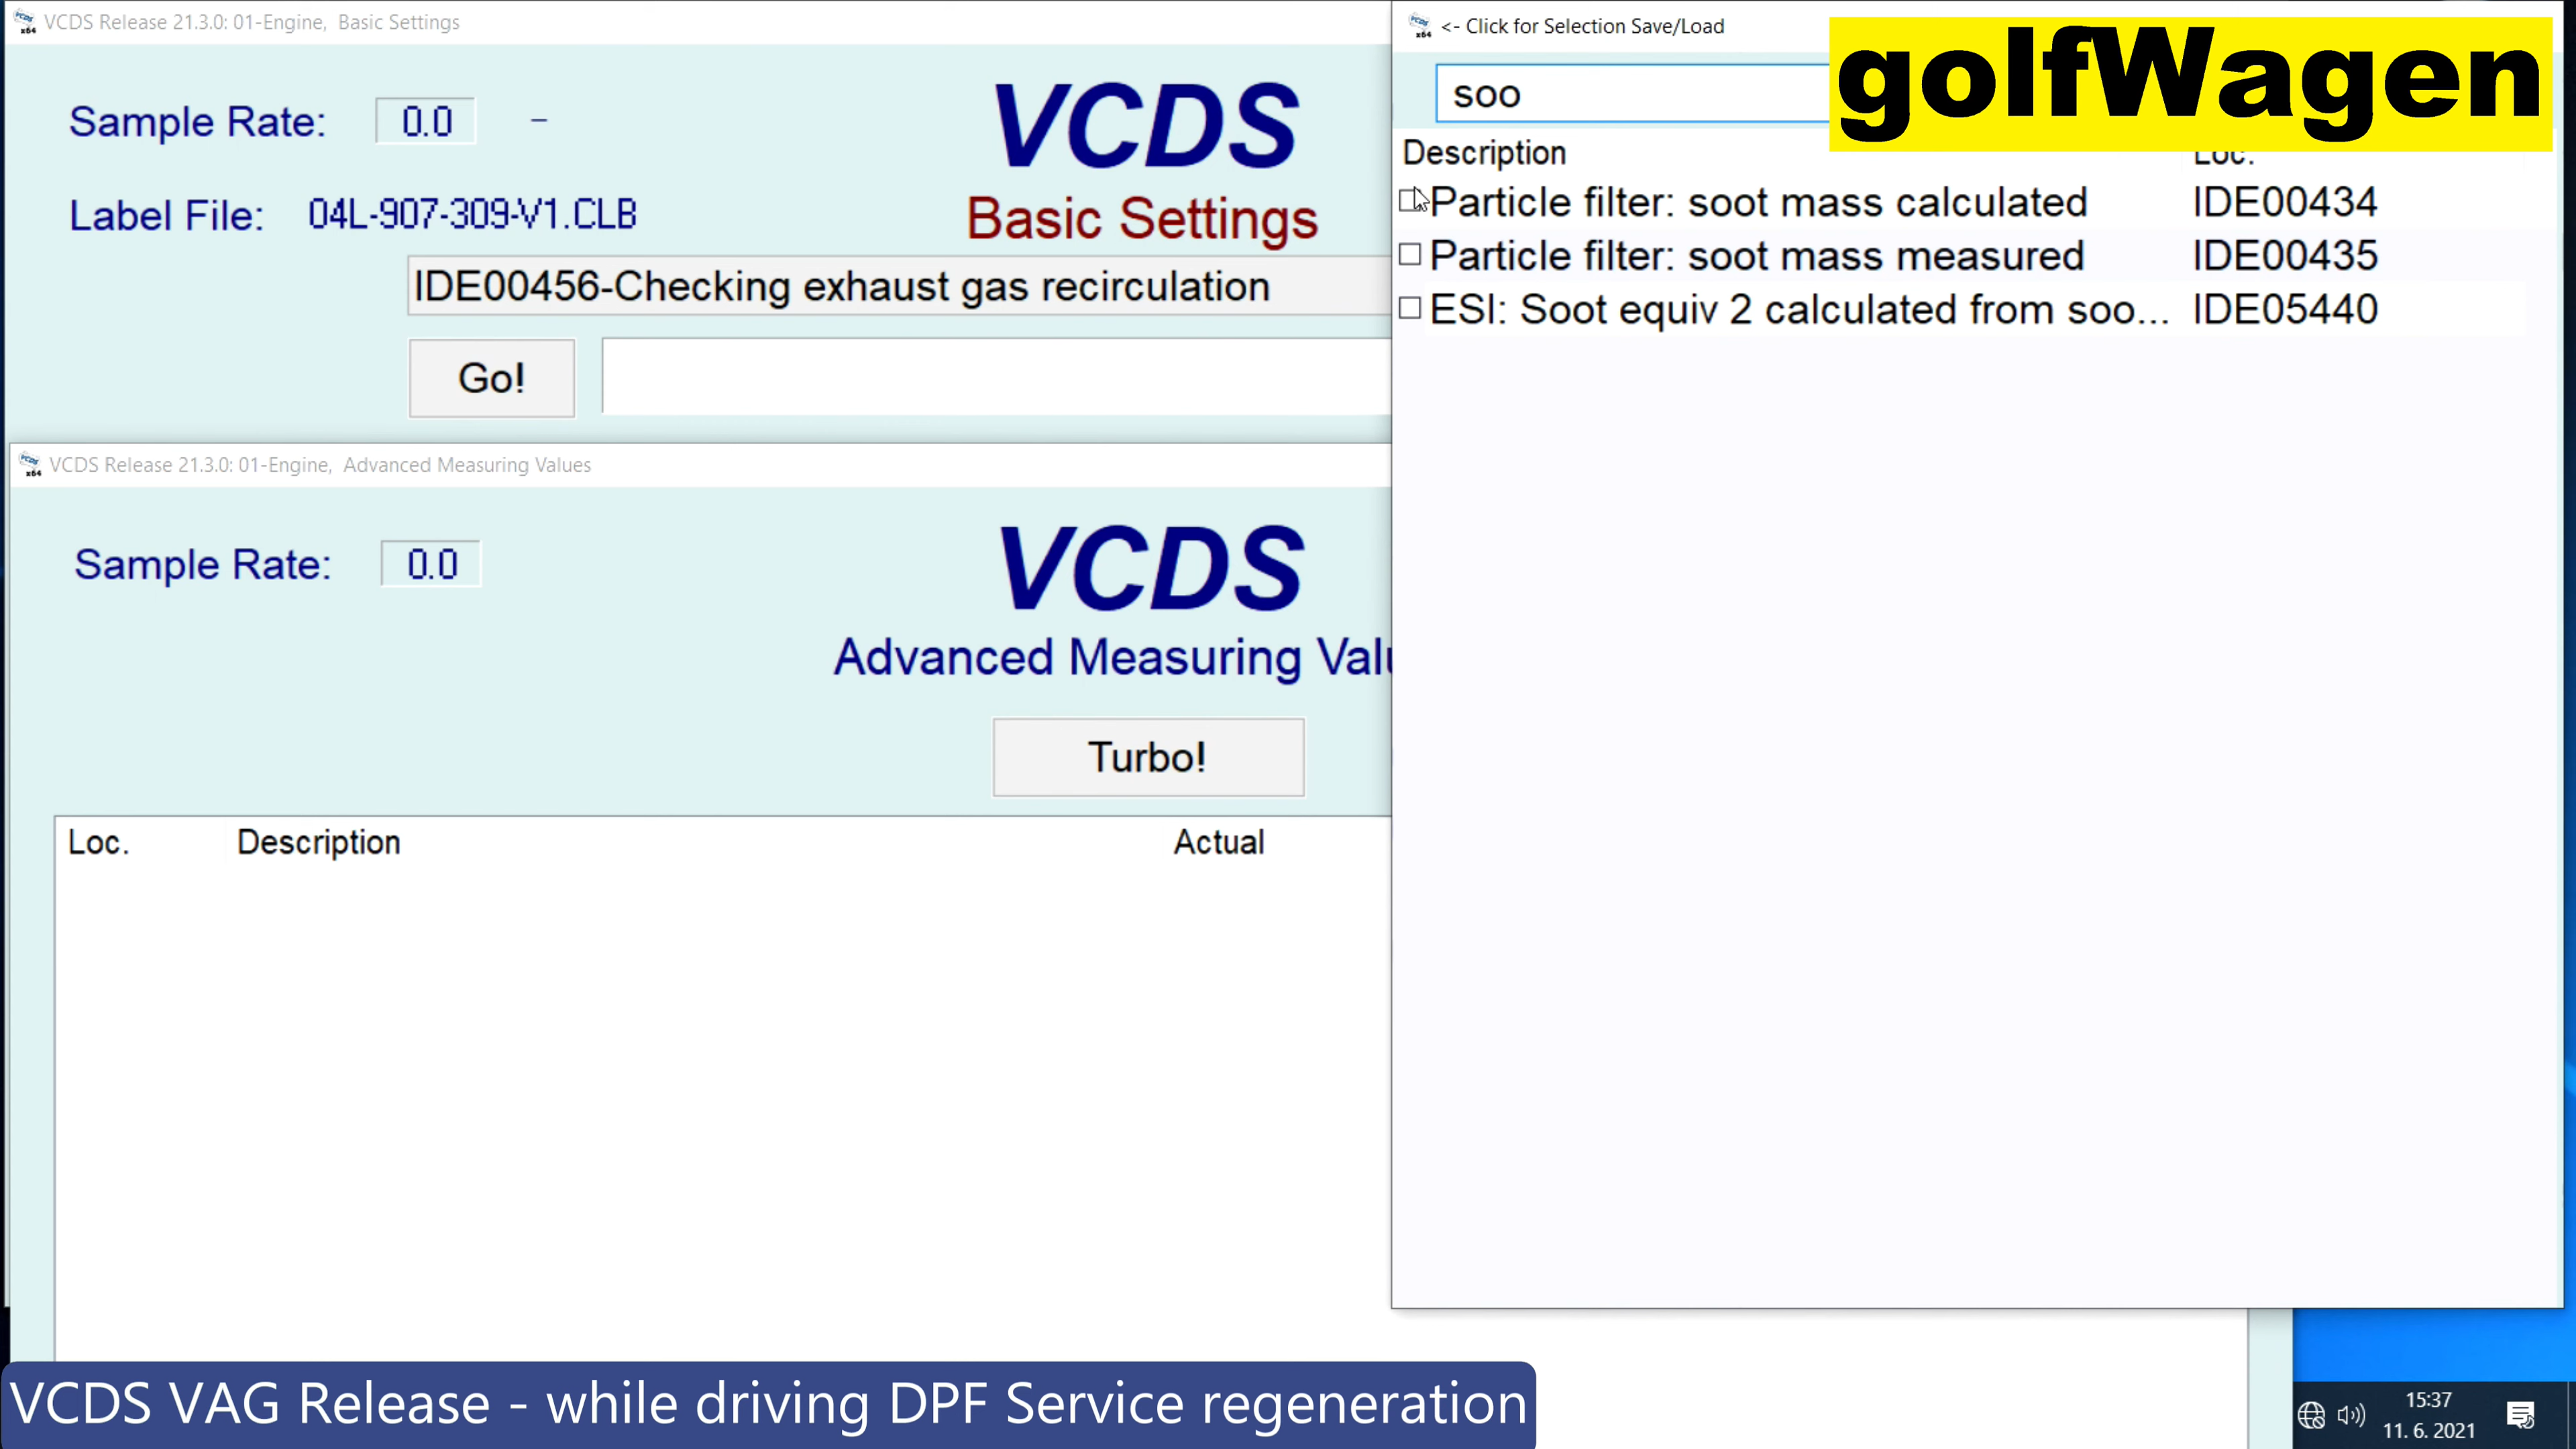 VCDS Release 21.3.0: 01-Engine,  Basic Settings
Sample Rate: 0.0 -
VCDS
Label File: 04L-907-309-V1.CLB
Basic Settings
IDE00456-Checking exhaust gas recirculation
Go!
VCDS Release 21.3.0: 01-Engine,  Advanced Measuring Values
Sample Rate: 0.0
VCDS
Advanced Measuring Valu
Turbo!
Loc. Description Actual
<- Click for Selection Save/Load
golfWagen
soo
Description Loc.
Particle filter: soot mass calculated IDE00434
Particle filter: soot mass measured IDE00435
ESI: Soot equiv 2 calculated from soo... IDE05440
VCDS VAG Release - while driving DPF Service regeneration
15:37
11. 6. 2021